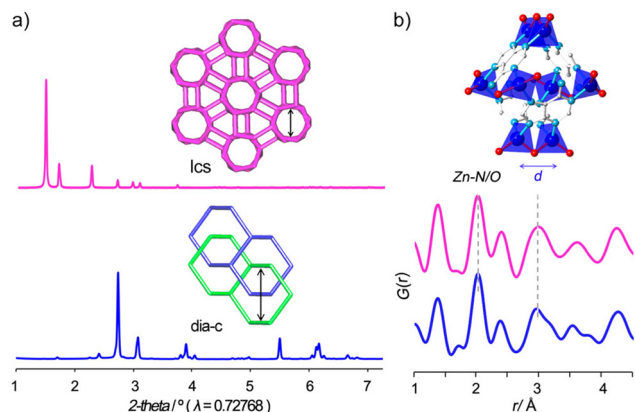 a)
lcs
dia-c
1 2 3 4 5 6 7
2-theta / º ( λ = 0.72768)
b)
Zn-N/O
d
G(r)
1 2 3 4
r/ Å